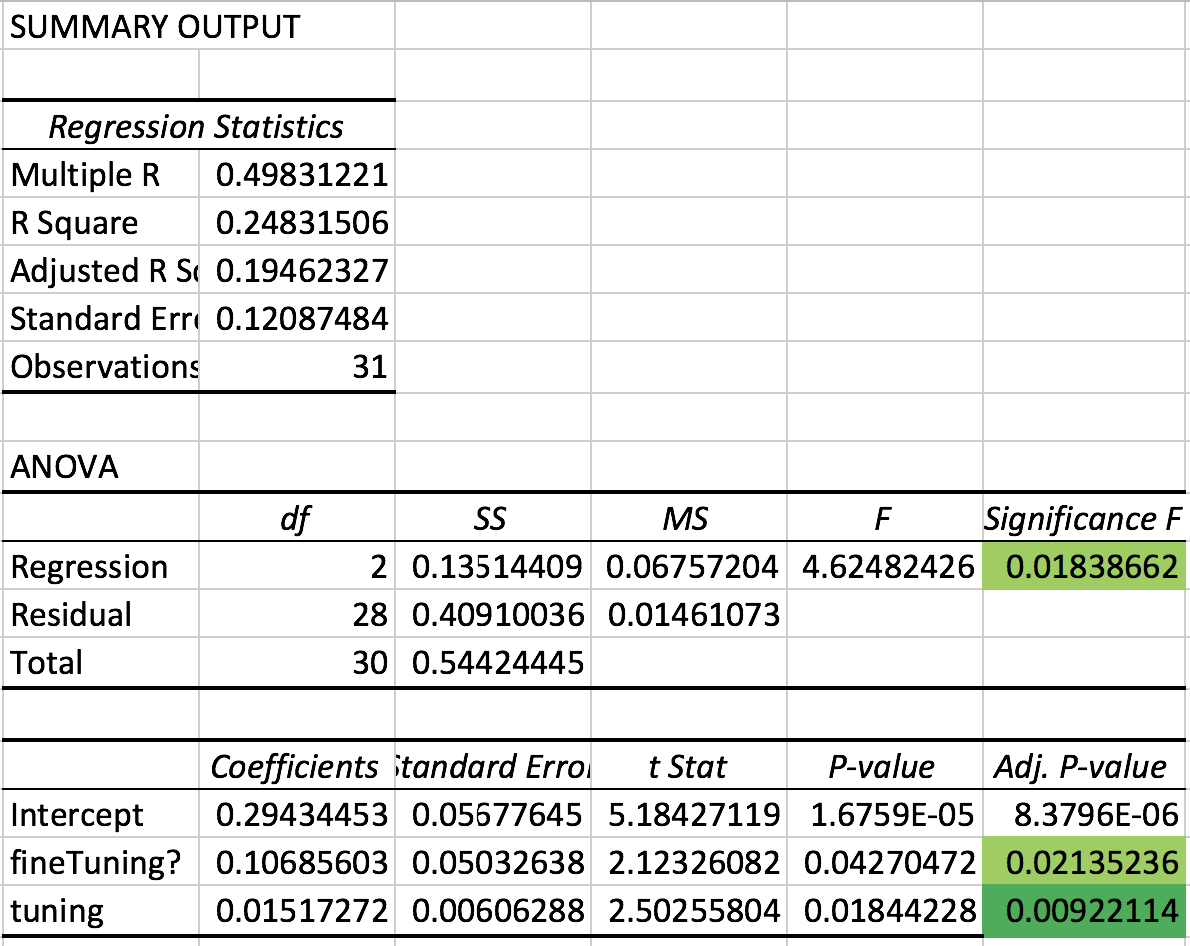 SUMMARY OUTPUT
Regression Statistics
Multiple R 0.49831221
R Square 0.24831506
Adjusted R Sq 0.19462327
Standard Erro 0.12087484
Observations 31
ANOVA
df SS MS F Significance F
Regression 2 0.13514409 0.06757204 4.62482426 0.01838662
Residual 28 0.40910036 0.01461073
Total 30 0.54424445
Coefficients Standard Error t Stat P-value Adj. P-value
Intercept 0.29434453 0.05677645 5.18427119 1.6759E-05 8.3796E-06
fineTuning? 0.10685603 0.05032638 2.12326082 0.04270472 0.02135236
tuning 0.01517272 0.00606288 2.50255804 0.01844228 0.00922114